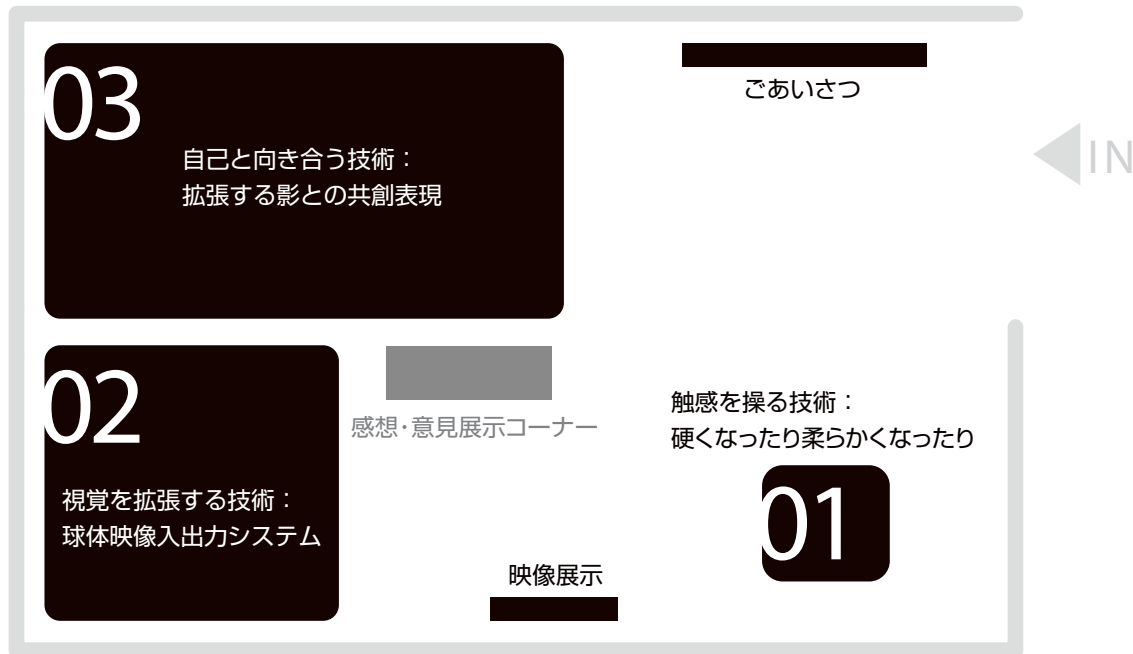 03
自己と向き合う技術：
拡張する影との共創表現
ごあいさつ
IN
02
視覚を拡張する技術：
球体映像入出力システム
感想・意見展示コーナー
触感を操る技術：
硬くなったり柔らかくなったり
01
映像展示